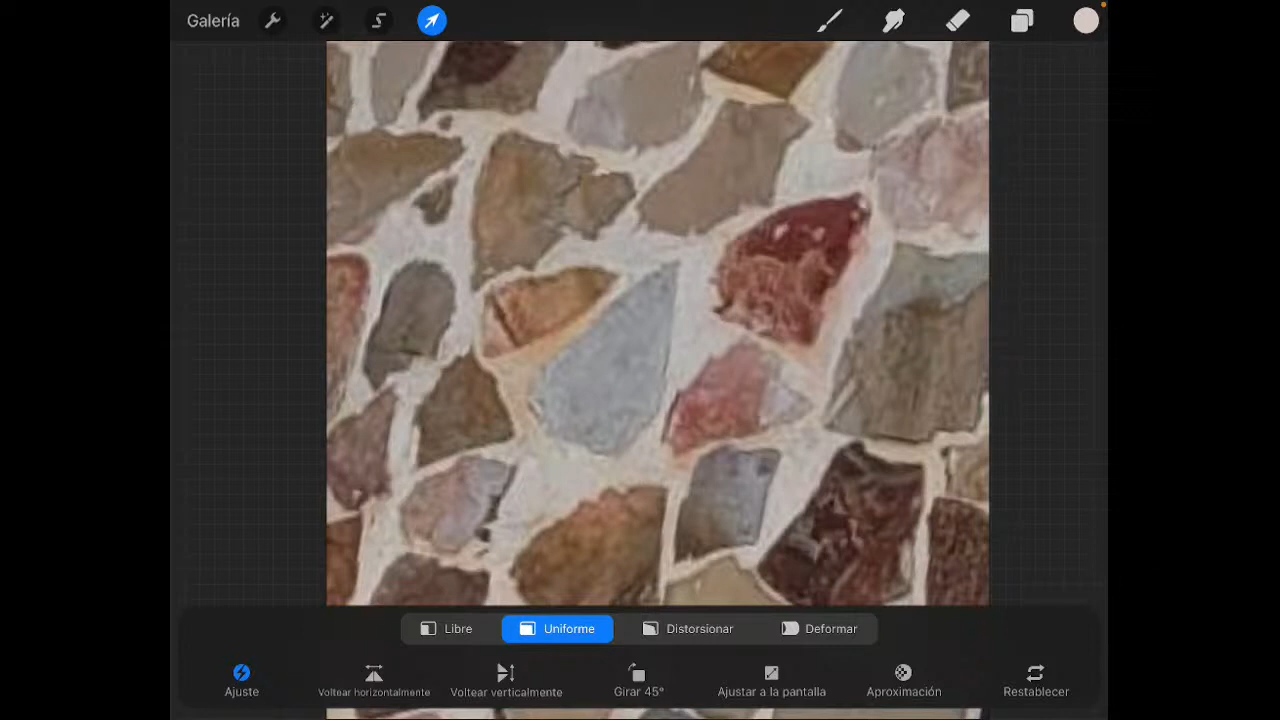 Galería
Libre
Uniforme
Distorsionar
Deformar
Ajuste
Voltear horizontalmente
Voltear verticalmente
Girar 45°
Ajustar a la pantalla
Aproximación
Restablecer